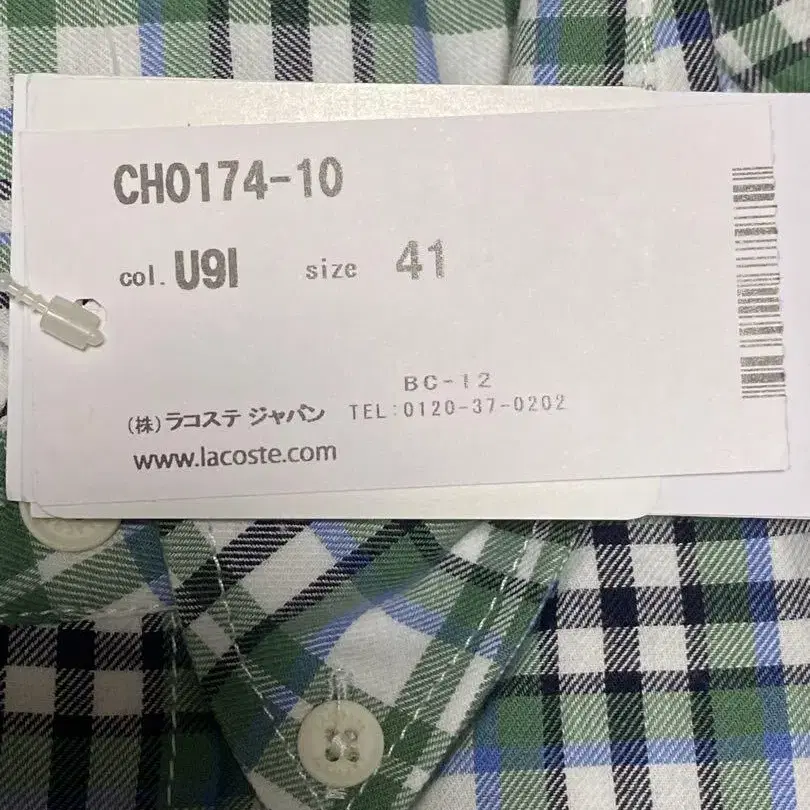 CH0174-10
col. U9I size 41
BC-12
(株)ラコステ ジャパン TEL:0120-37-0202
www.lacoste.com